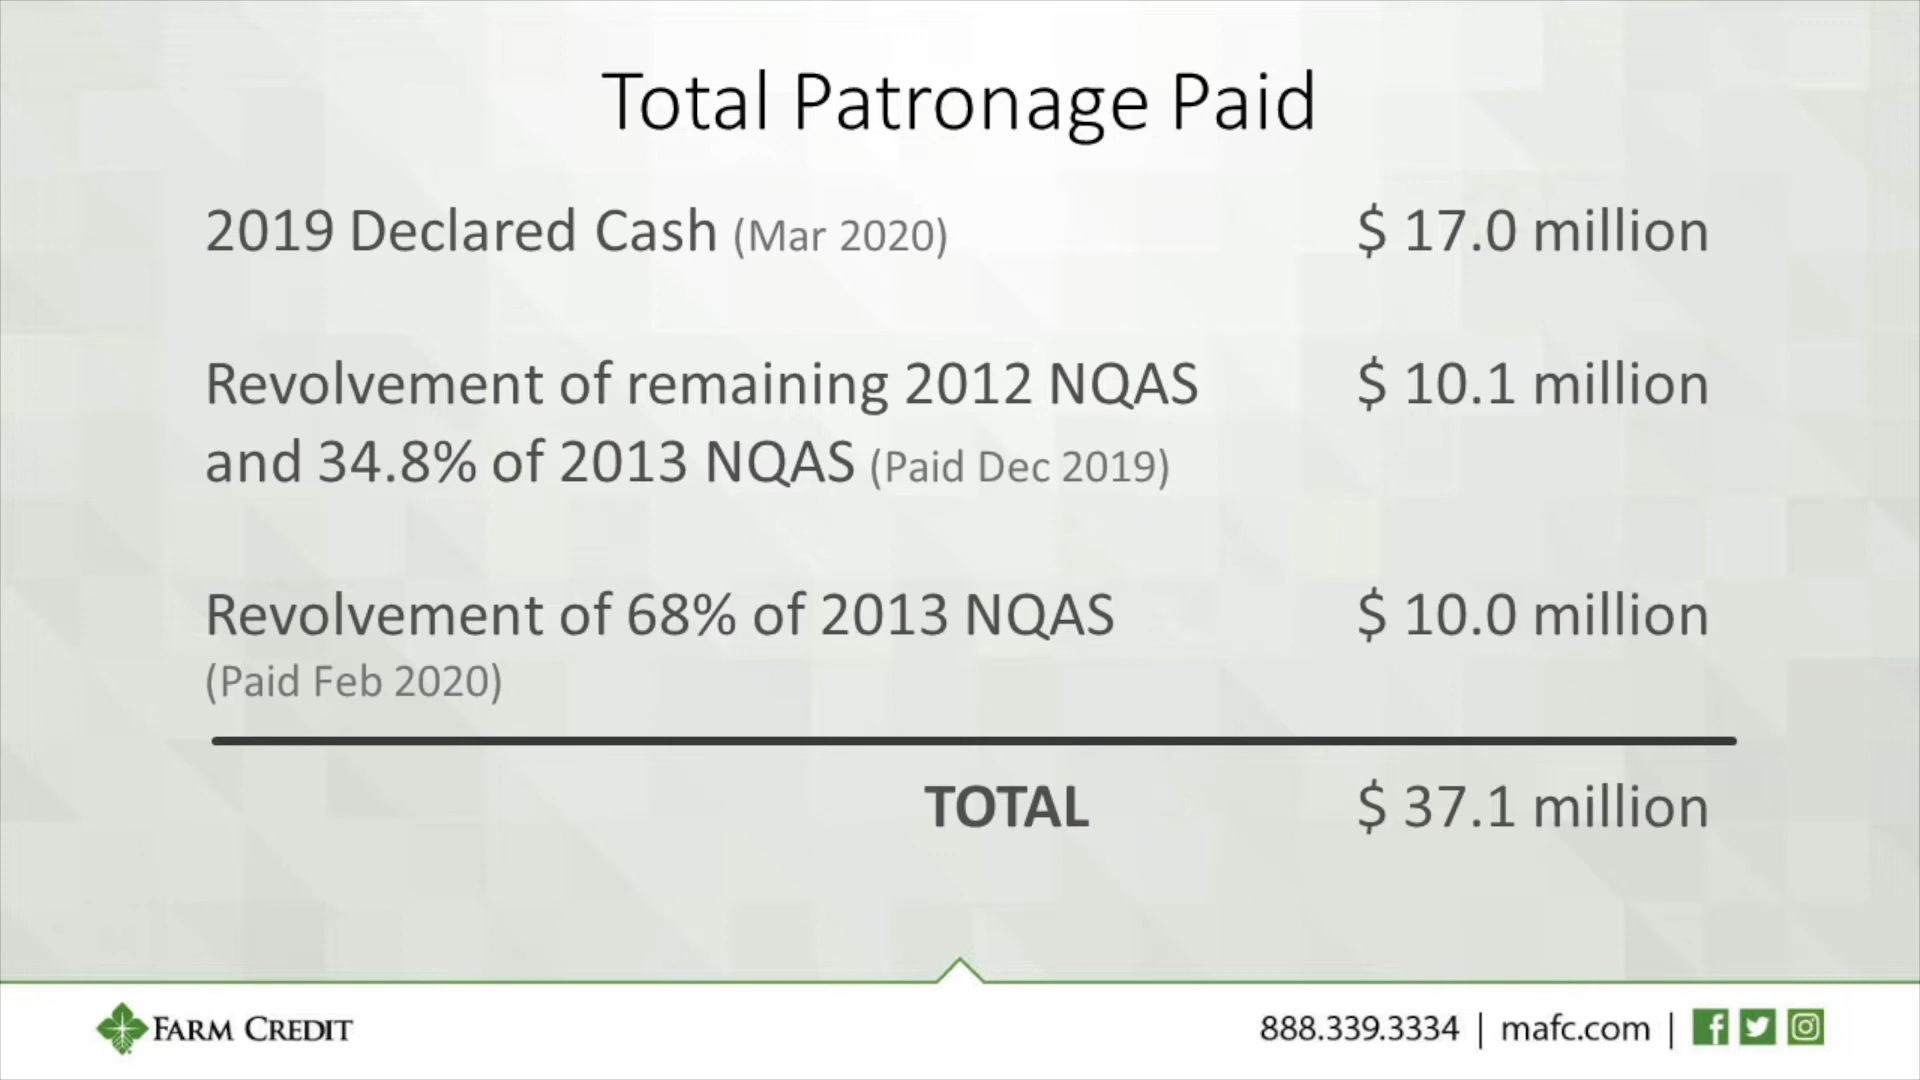 Total Patronage Paid
2019 Declared Cash (Mar 2020) $ 17.0 million
Revolvement of remaining 2012 NQAS $ 10.1 million
and 34.8% of 2013 NQAS (Paid Dec 2019)
Revolvement of 68% of 2013 NQAS $ 10.0 million
(Paid Feb 2020)
TOTAL $ 37.1 million
FARM CREDIT 888.339.3334 | mafc.com |